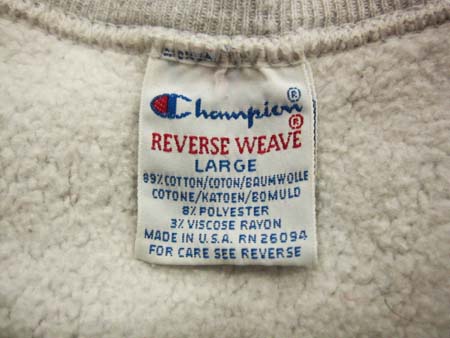 Champion®
®
REVERSE WEAVE
LARGE
89% COTTON/COTON/BAUMWOLLE
COTONE/KATOEN/BOMULD
8% POLYESTER
3% VISCOSE RAYON
MADE IN U.S.A. RN 26094
FOR CARE SEE REVERSE